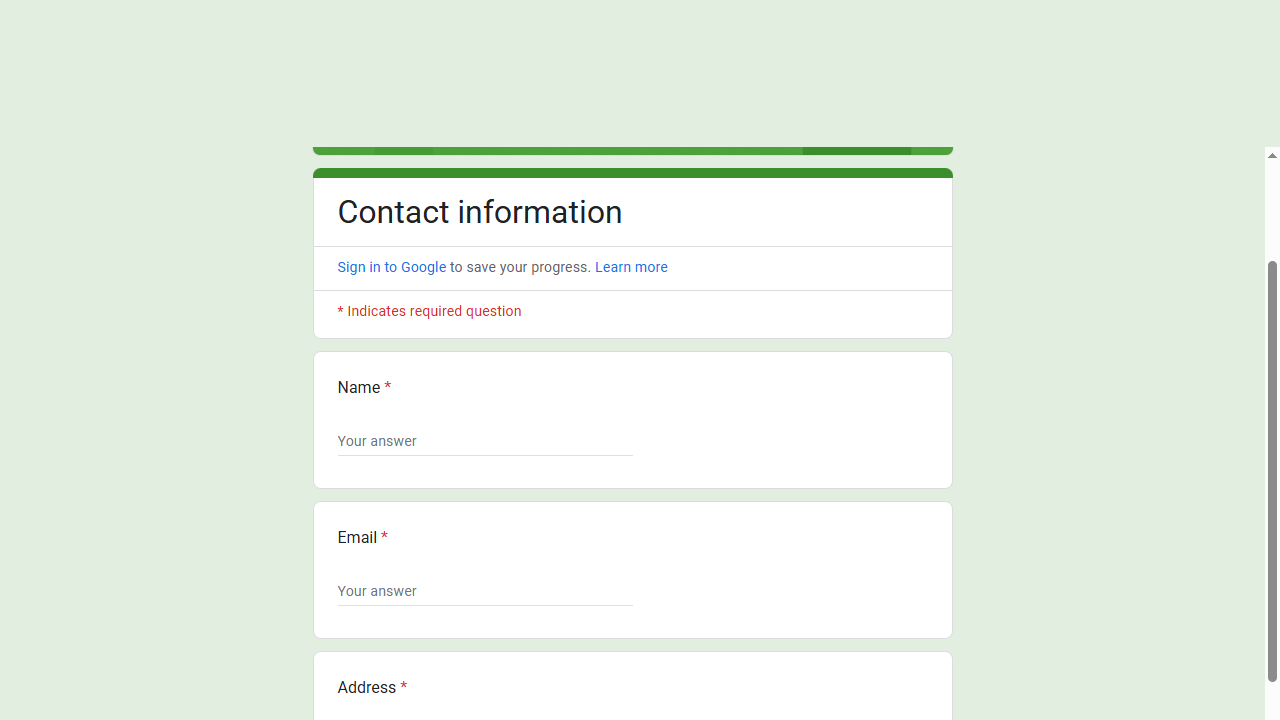 Contact information
Sign in to Google to save your progress. Learn more
* Indicates required question
Name *
Your answer
Email *
Your answer
Address *